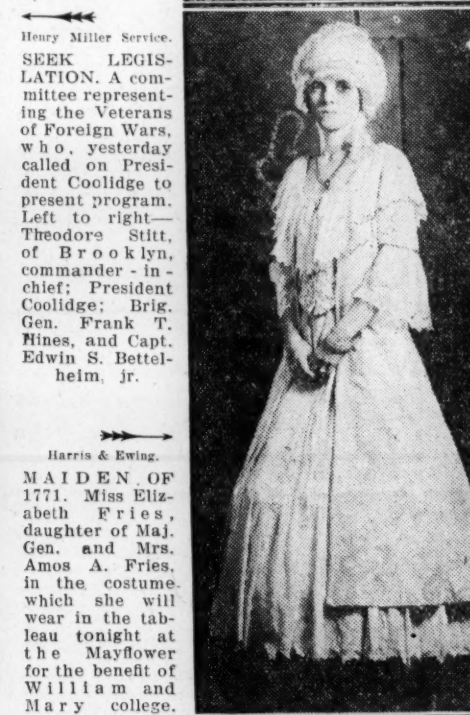 Henry Miller Service.
SEEK LEGIS-
LATION. A com-
mittee represent-
ing the Veterans
of Foreign Wars,
who, yesterday
called on Presi-
dent Coolidge to
present program.
Left to right—
Theodore Stitt,
of Brooklyn,
commander-in-
chief; President
Coolidge; Brig.
Gen. Frank T.
Hines, and Capt.
Edwin S. Bettel-
heim, jr.
Harris & Ewing.
MAIDEN OF
1771. Miss Eliz-
abeth Fries,
daughter of Maj.
Gen. and Mrs.
Amos A. Fries,
in the costume
which she will
wear in the tab-
leau tonight at
the Mayflower
for the benefit of
William and
Mary college.